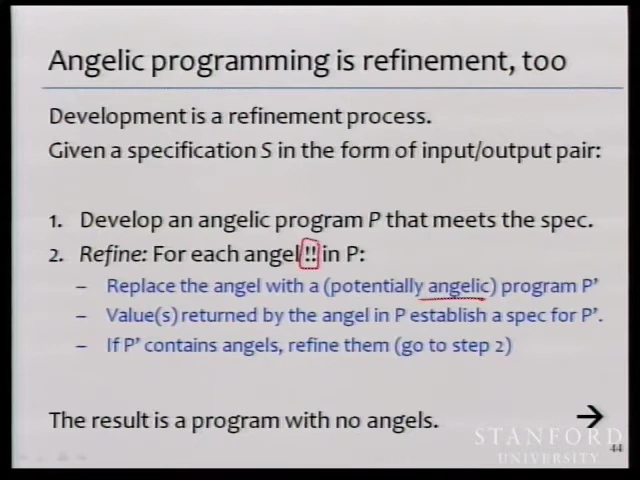 Angelic programming is refinement, too
Development is a refinement process.
Given a specification S in the form of input/output pair:
1. Develop an angelic program P that meets the spec.
2. Refine: For each angel !! in P:
– Replace the angel with a (potentially angelic) program P’
– Value(s) returned by the angel in P establish a spec for P’.
– If P’ contains angels, refine them (go to step 2)
The result is a program with no angels.
→
STANFORD
UNIVERSITY
44